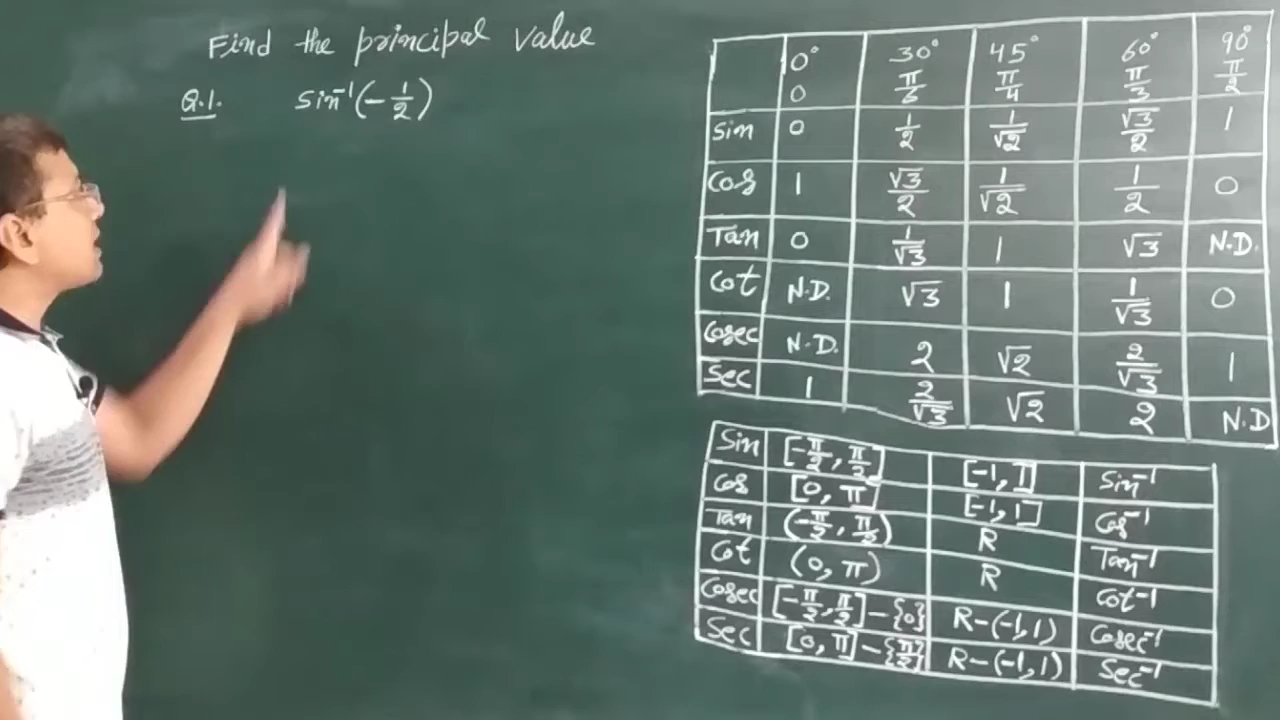 Find the principal value
Q.1. sin⁻¹(-1/2)
0° 30° 45° 60° 90°
0 π/6 π/4 π/3 π/2
Sin 0 1/2 1/√2 √3/2 1
Cos 1 √3/2 1/√2 1/2 0
Tan 0 1/√3 1 √3 N.D.
Cot N.D. √3 1 1/√3 0
Cosec N.D. 2 √2 2/√3 1
Sec 1 2/√3 √2 2 N.D
Sin [-π/2, π/2] [-1, 1] Sin⁻¹
Cos [0, π] [-1, 1] Cos⁻¹
Tan (-π/2, π/2) R Tan⁻¹
Cot (0, π) R Cot⁻¹
Cosec [-π/2, π/2]-{0} R-(-1,1) Cosec⁻¹
Sec [0, π]-{π/2} R-(-1,1) Sec⁻¹